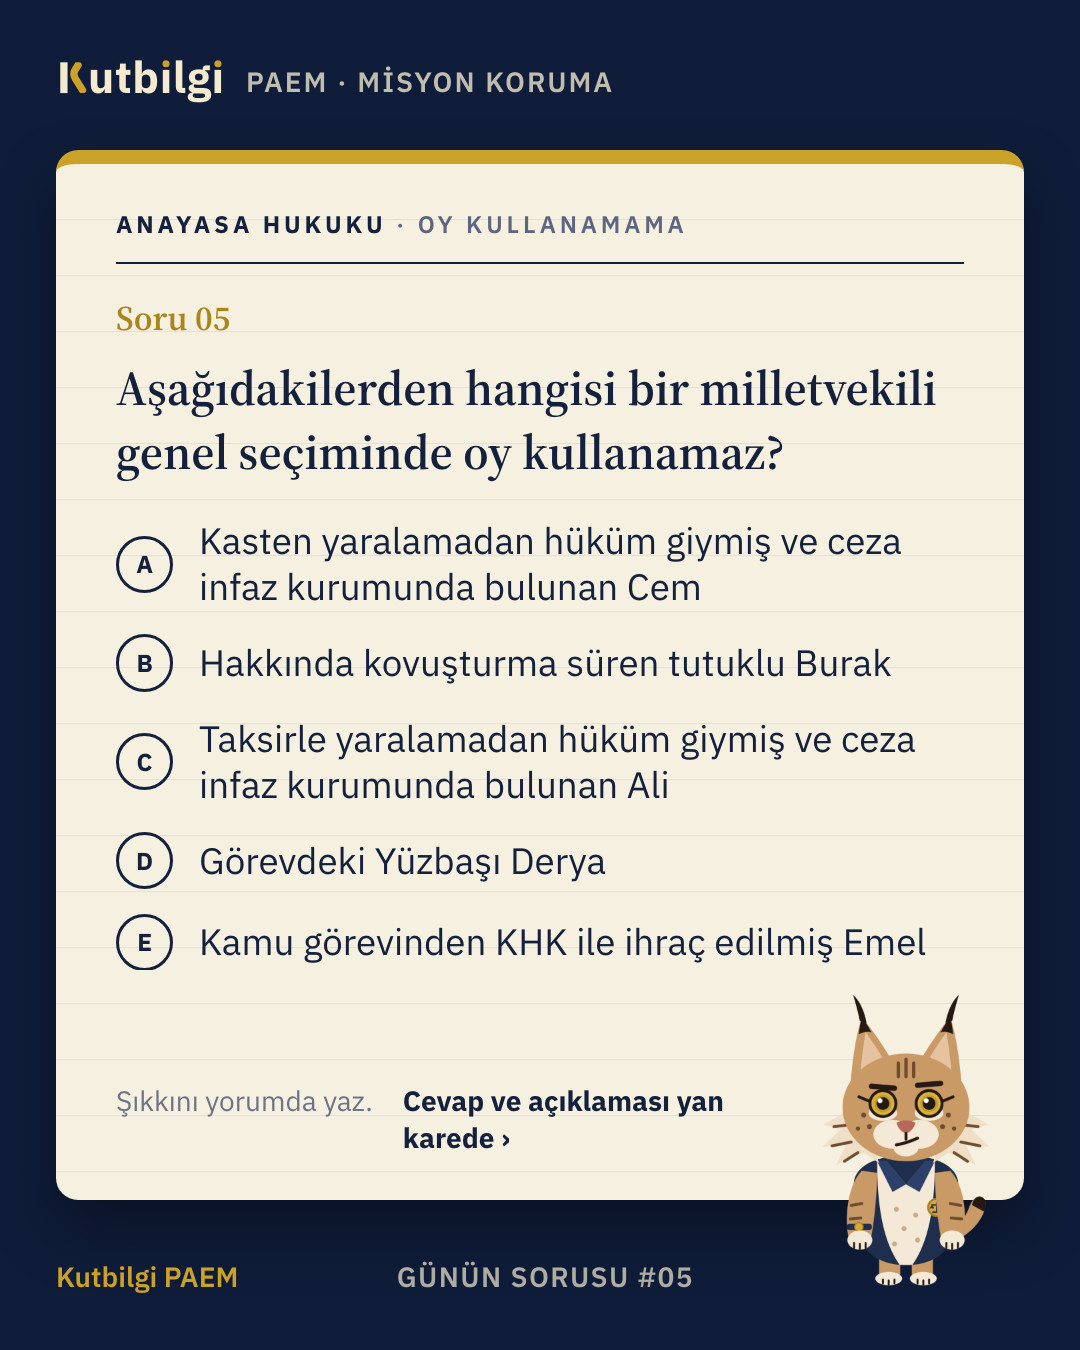 Kutbilgi PAEM · MİSYON KORUMA
ANAYASA HUKUKU · OY KULLANAMAMA
Soru 05
Aşağıdakilerden hangisi bir milletvekili
genel seçiminde oy kullanamaz?
A Kasten yaralamadan hüküm giymiş ve ceza
infaz kurumunda bulunan Cem
B Hakkında kovuşturma süren tutuklu Burak
C Taksirle yaralamadan hüküm giymiş ve ceza
infaz kurumunda bulunan Ali
D Görevdeki Yüzbaşı Derya
E Kamu görevinden KHK ile ihraç edilmiş Emel
Şıkkını yorumda yaz. Cevap ve açıklaması yan
karede ›
Kutbilgi PAEM GÜNÜN SORUSU #05